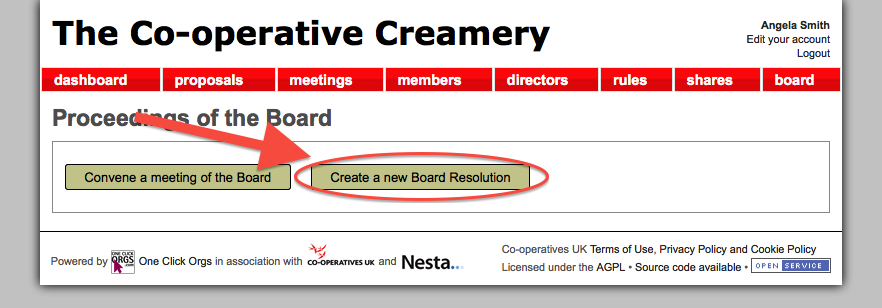 The Co-operative Creamery
Angela Smith
Edit your account
Logout
dashboard proposals meetings members directors rules shares board
Proceedings of the Board
Convene a meeting of the Board Create a new Board Resolution
Powered by ONE CLICK ORGS .COM One Click Orgs in association with CO-OPERATIVES UK and Nesta...
Co-operatives UK Terms of Use, Privacy Policy and Cookie Policy
Licensed under the AGPL • Source code available • OPEN SERVICE